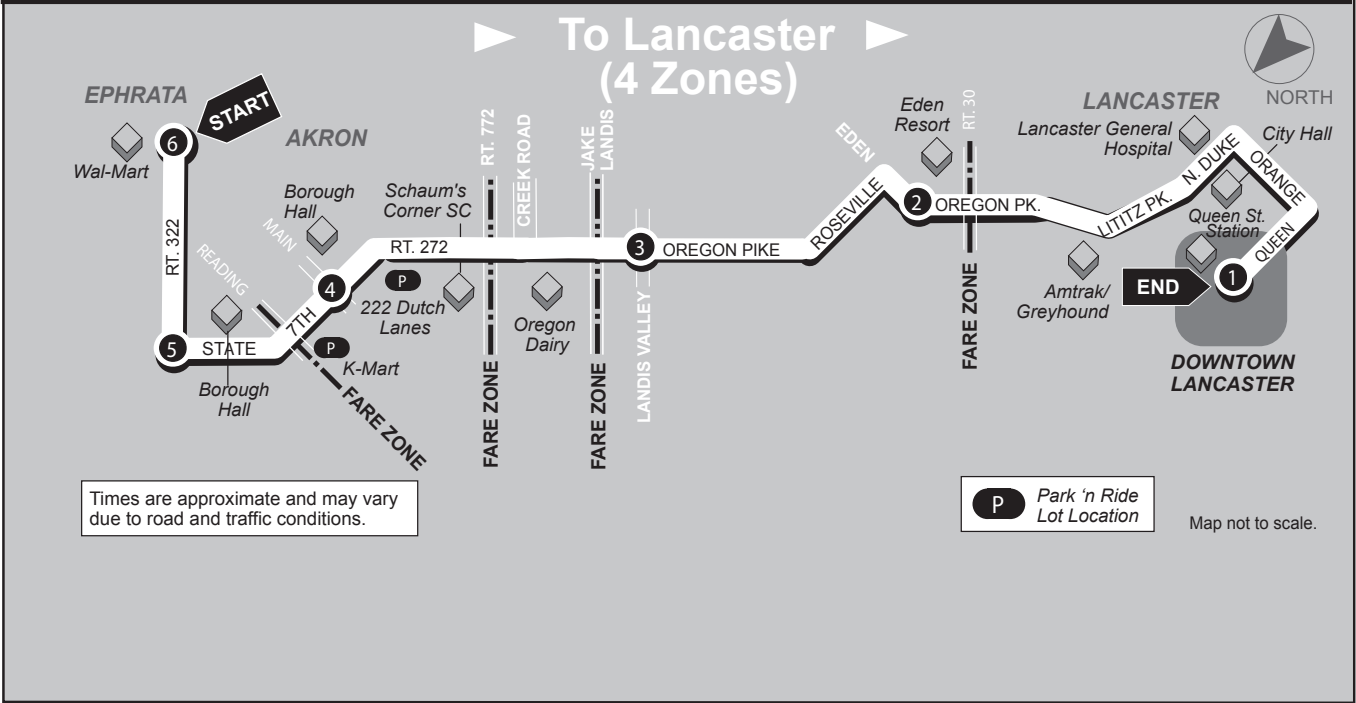 To Lancaster
(4 Zones)
NORTH
EPHRATA
START
6
Wal-Mart
RT. 322
5
STATE
Borough
Hall
READING
7TH
FARE ZONE
P
K-Mart
AKRON
Borough
Hall
MAIN
4
P
222 Dutch
Lanes
RT. 272
Schaum's
Corner SC
RT. 772
FARE ZONE
CREEK ROAD
Oregon
Dairy
JAKE
LANDIS
FARE ZONE
3
LANDIS VALLEY
OREGON PIKE
ROSEVILLE
EDEN
2
Eden
Resort
OREGON PK.
RT. 30
FARE ZONE
LITITZ PK.
Amtrak/
Greyhound
LANCASTER
Lancaster General
Hospital
N. DUKE
City Hall
ORANGE
Queen St.
Station
QUEEN
1
END
DOWNTOWN
LANCASTER
Times are approximate and may vary
due to road and traffic conditions.
P
Park ‘n Ride
Lot Location
Map not to scale.